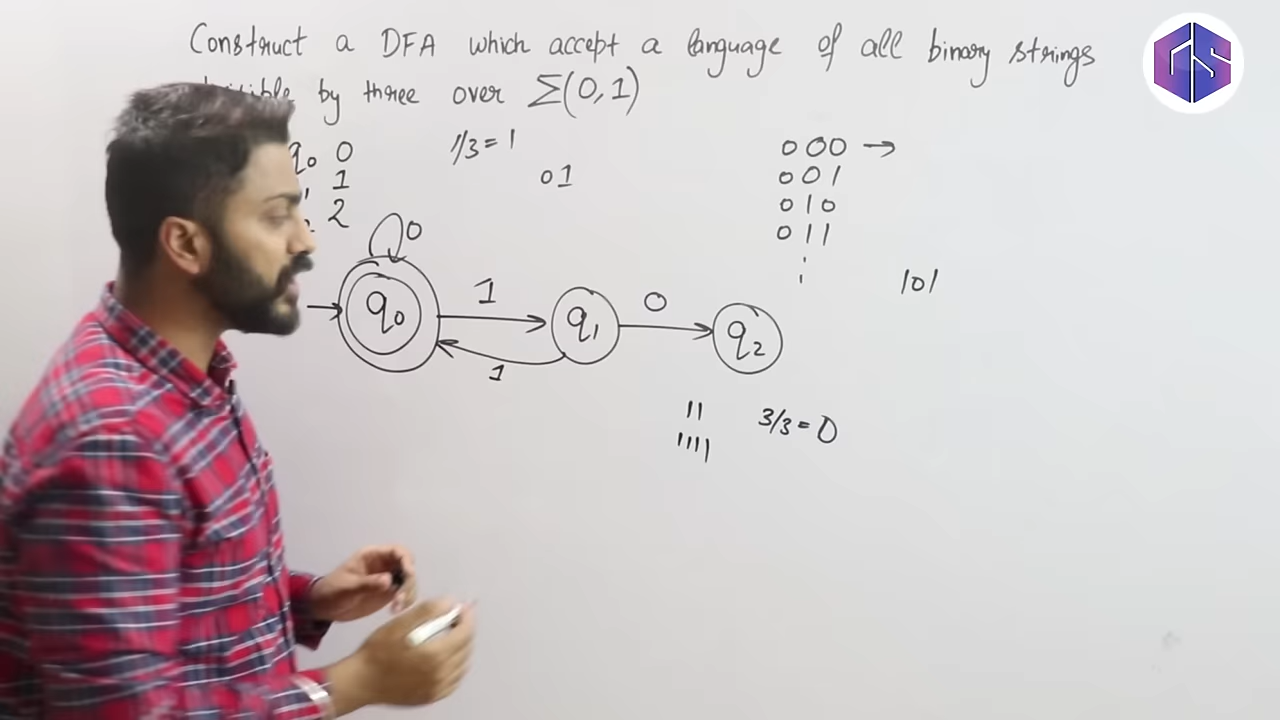 Construct a DFA which accept a language of all binary strings
by three over Σ(0,1)
q0 0
1
2
1/3 = 1
01
000 →
001
010
011
101
0
q0
1
q1
0
q2
1
11
1111
3/3 = 0
GS